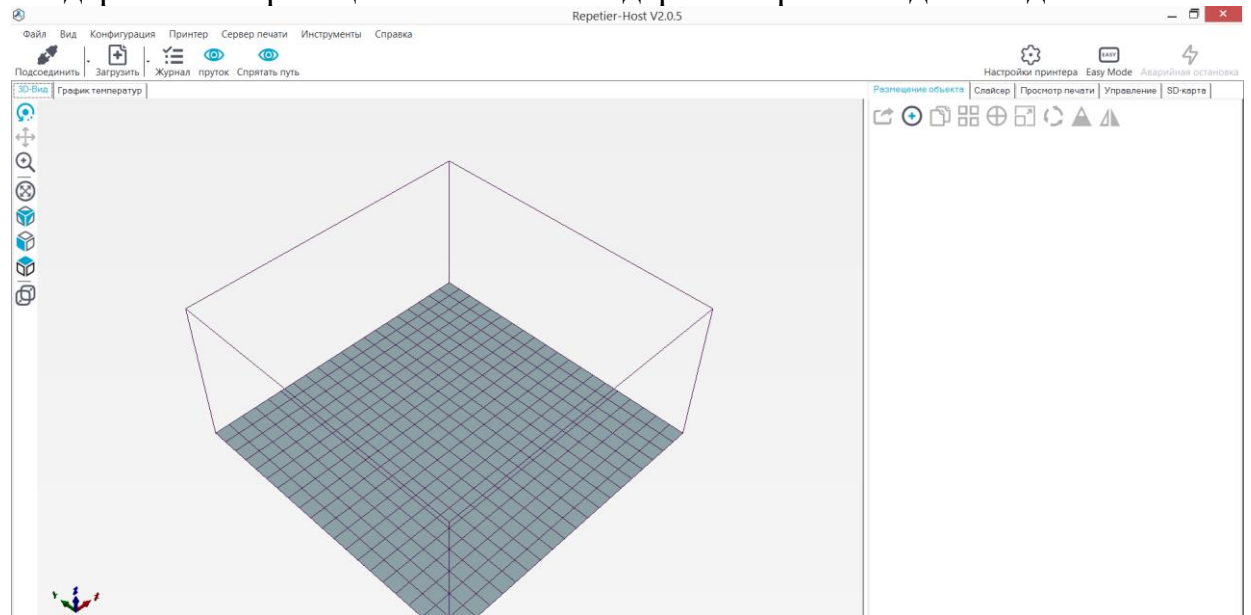 Repetier-Host V2.0.5
Файл Вид Конфигурация Принтер Сервер печати Инструменты Справка
Подсоединить Загрузить Журнал пруток Спрятать путь Настройки принтера Easy Mode Аварийная остановка
EASY
3D-Вид График температур Размещение объекта Слайсер Просмотр печати Управление SD-карта